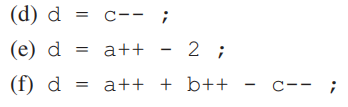 (d) d = c-- ;
(e) d = a++ - 2 ;
(f) d = a++ + b++ - c-- ;